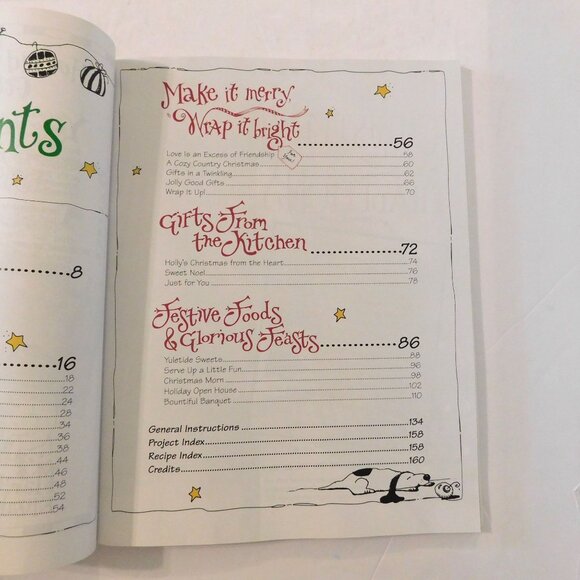 nts
8
16
18
22
24
28
34
36
38
44
46
48
52
54
Make it merry,
Wrap it bright..............56
Love is an Excess of Friendship..............58
A Cozy Country Christmas..............60
Gifts in a Twinkling..............62
Jolly Good Gifts..............66
Wrap It Up!..............70
Gifts From
the Kitchen..............72
Holly's Christmas from the Heart..............74
Sweet Noel..............76
Just for You..............78
Festive Foods
& Glorious Feasts..............86
Yuletide Sweets..............88
Serve Up a Little Fun..............96
Christmas Morn..............98
Holiday Open House..............102
Bountiful Banquet..............110
General Instructions..............134
Project Index..............158
Recipe Index..............158
Credits..............160